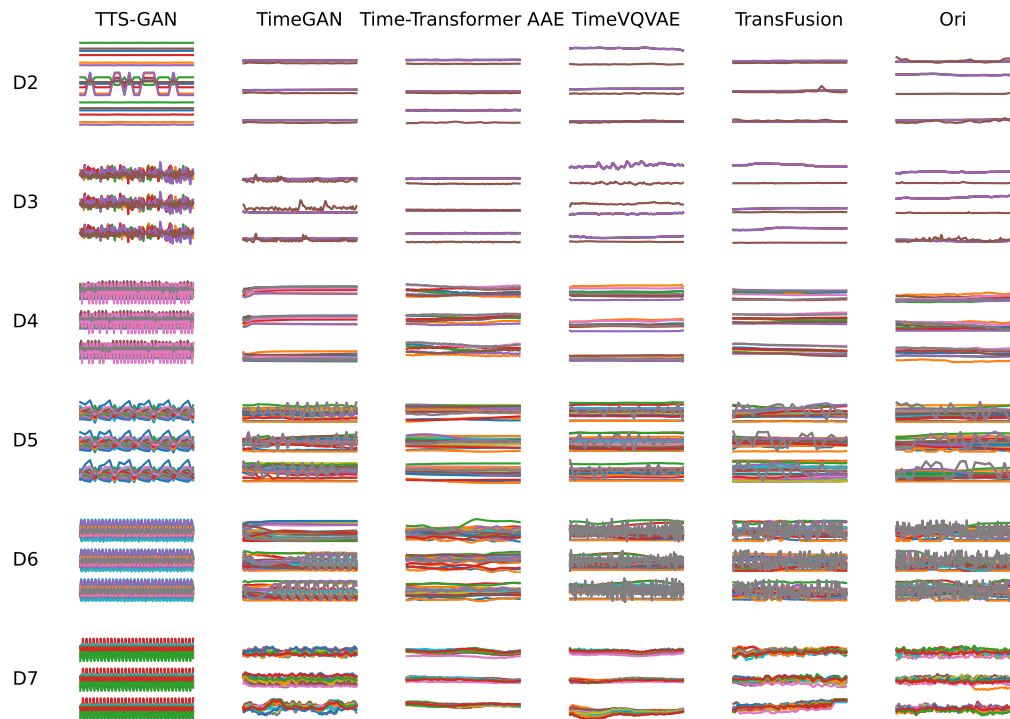 TTS-GAN TimeGAN Time-Transformer AAE TimeVQVAE TransFusion Ori
D2
D3
D4
D5
D6
D7